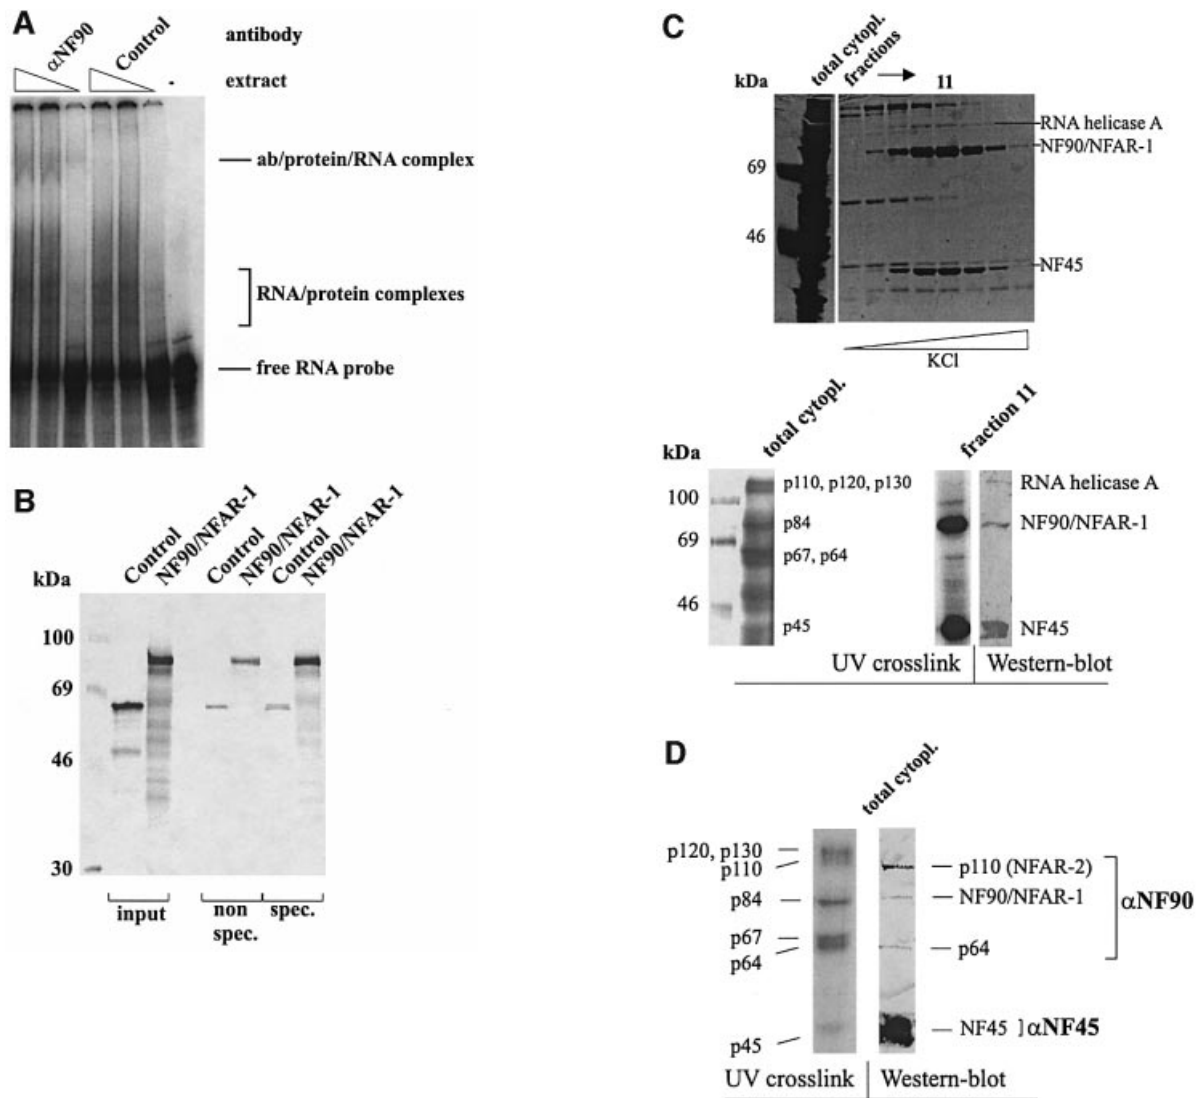 A
αNF90
Control
antibody
extract
-
ab/protein/RNA complex
RNA/protein complexes
free RNA probe
B
Control
NF90/NFAR-1
Control
NF90/NFAR-1
Control
NF90/NFAR-1
kDa
100
69
46
30
input
non
spec.
spec.
C
total cytopl.
fractions
11
kDa
69
46
RNA helicase A
NF90/NFAR-1
NF45
KCl
total cytopl.
fraction 11
kDa
100
69
46
p110, p120, p130
p84
p67, p64
p45
RNA helicase A
NF90/NFAR-1
NF45
UV crosslink
Western-blot
D
total cytopl.
p120, p130
p110
p84
p67
p64
p45
p110 (NFAR-2)
NF90/NFAR-1
p64
αNF90
NF45 ]αNF45
UV crosslink
Western-blot